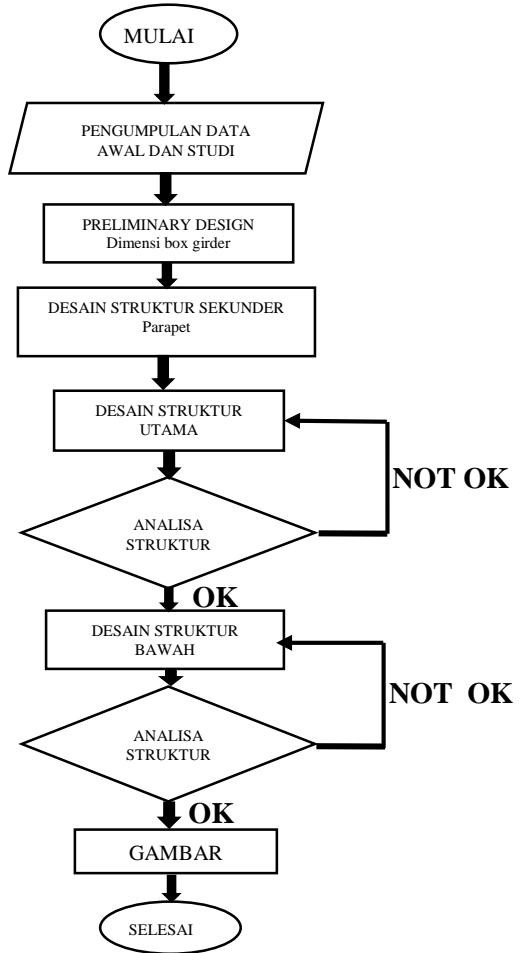 MULAI
PENGUMPULAN DATA
AWAL DAN STUDI
PRELIMINARY DESIGN
Dimensi box girder
DESAIN STRUKTUR SEKUNDER
Parapet
DESAIN STRUKTUR
UTAMA
NOT OK
ANALISA
STRUKTUR
OK
DESAIN STRUKTUR
BAWAH
NOT OK
ANALISA
STRUKTUR
OK
GAMBAR
SELESAI